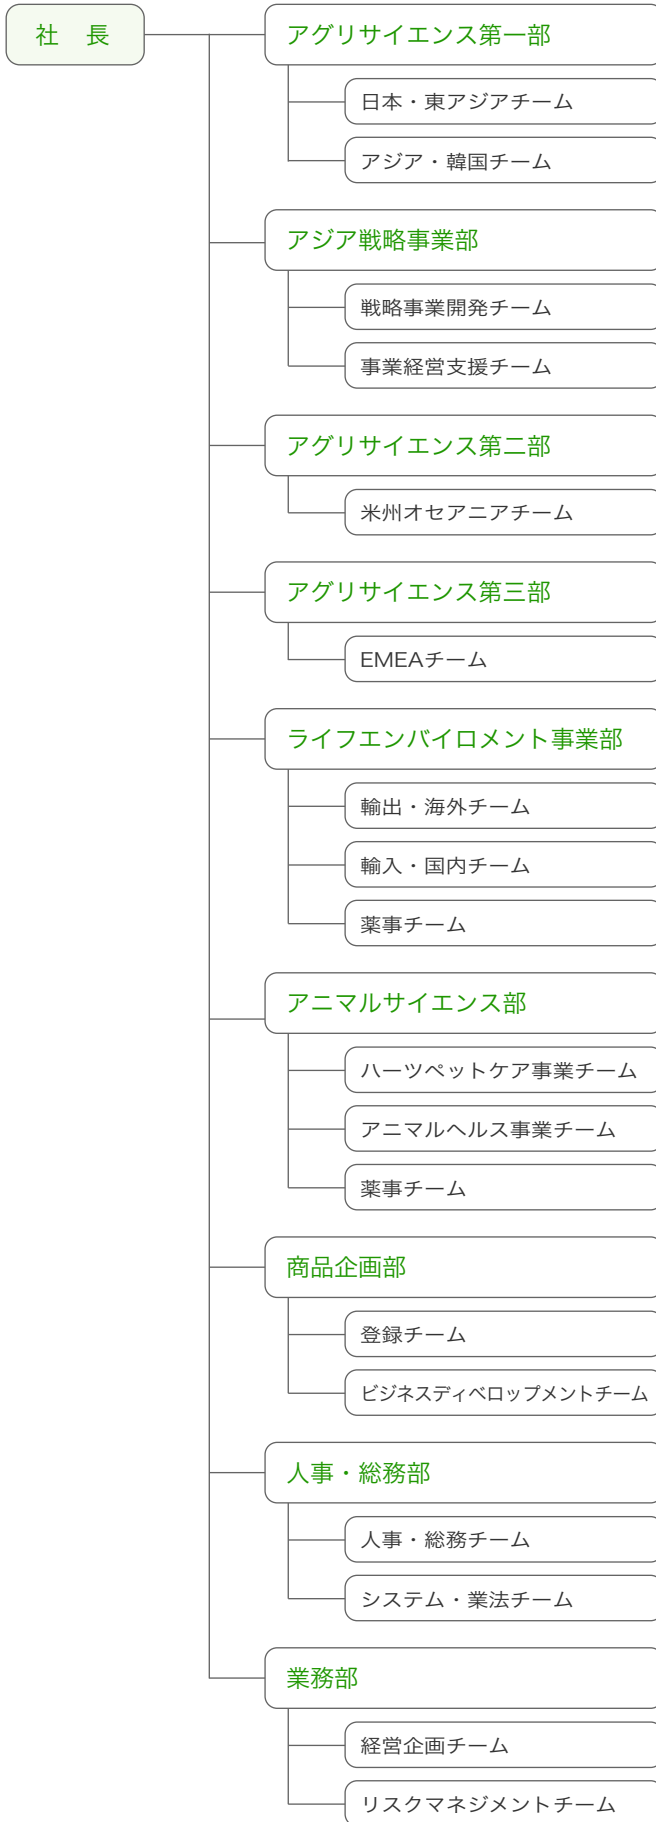 社　長
アグリサイエンス第一部
日本・東アジアチーム
アジア・韓国チーム
アジア戦略事業部
戦略事業開発チーム
事業経営支援チーム
アグリサイエンス第二部
米州オセアニアチーム
アグリサイエンス第三部
EMEAチーム
ライフエンバイロメント事業部
輸出・海外チーム
輸入・国内チーム
薬事チーム
アニマルサイエンス部
ハーツペットケア事業チーム
アニマルヘルス事業チーム
薬事チーム
商品企画部
登録チーム
ビジネスディベロップメントチーム
人事・総務部
人事・総務チーム
システム・業法チーム
業務部
経営企画チーム
リスクマネジメントチーム